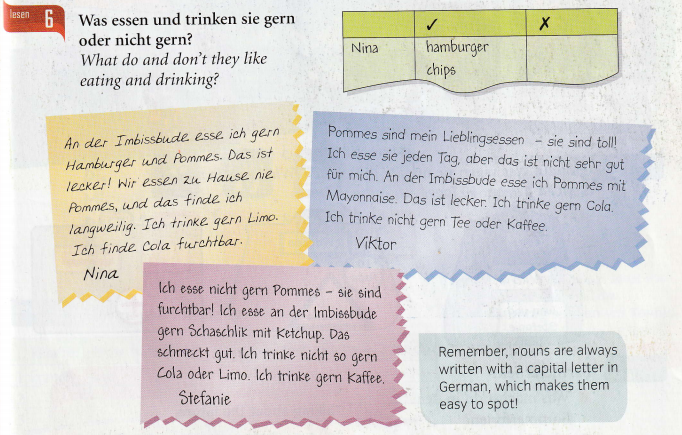 lesen 6
Was essen und trinken sie gern
oder nicht gern?
What do and don't they like
eating and drinking?
✓ ✗
Nina hamburger
chips
An der Imbissbude esse ich gern
Hamburger und Pommes. Das ist
lecker! Wir essen zu Hause nie
Pommes, und das finde ich
langweilig. Ich trinke gern Limo.
Ich finde Cola furchtbar.
Nina
Pommes sind mein Lieblingsessen – sie sind toll!
Ich esse sie jeden Tag, aber das ist nicht sehr gut
für mich. An der Imbissbude esse ich Pommes mit
Mayonnaise. Das ist lecker. Ich trinke gern Cola.
Ich trinke nicht gern Tee oder Kaffee.
Viktor
Ich esse nicht gern Pommes – sie sind
furchtbar! Ich esse an der Imbissbude
gern Schaschlik mit Ketchup. Das
schmeckt gut. Ich trinke nicht so gern
Cola oder Limo. Ich trinke gern Kaffee.
Stefanie
Remember, nouns are always
written with a capital letter in
German, which makes them
easy to spot!